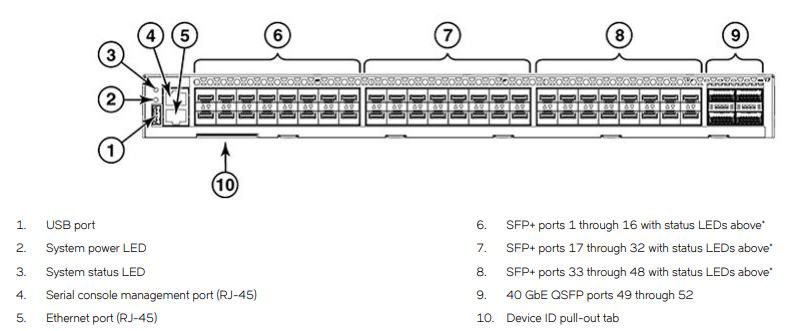 4 5 6 7 8 9
3
2
1
10
1. USB port
2. System power LED
3. System status LED
4. Serial console management port (RJ-45)
5. Ethernet port (RJ-45)
6. SFP+ ports 1 through 16 with status LEDs above*
7. SFP+ ports 17 through 32 with status LEDs above*
8. SFP+ ports 33 through 48 with status LEDs above*
9. 40 GbE QSFP ports 49 through 52
10. Device ID pull-out tab